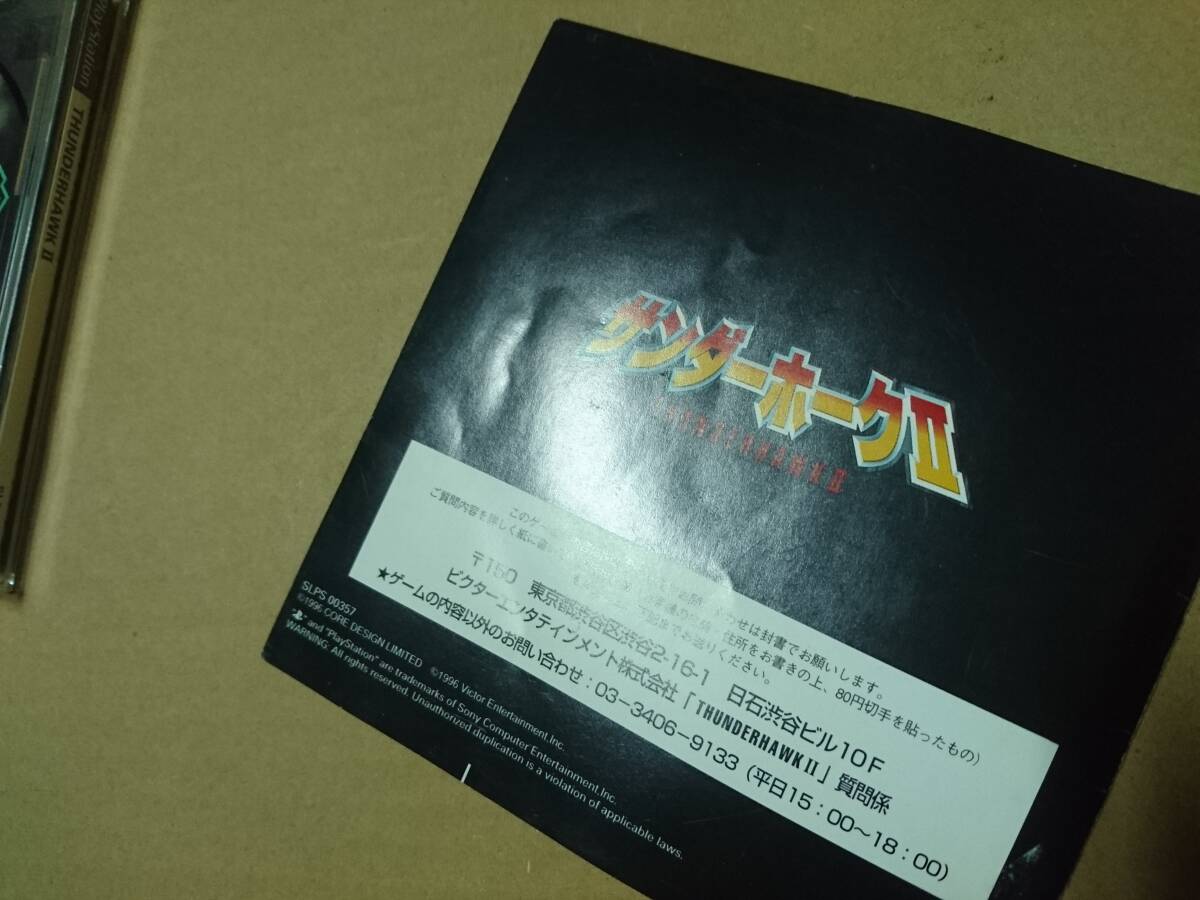 PlayStation
THUNDERHAWK II
サンダーホークII
THUNDERHAWK II
このゲ
わせは封書でお願いします。
ご質問内容を詳しく紙に書
住所をお書きの上、80円切手を貼ったもの)
でお送りください。
〒150 東京都渋谷区渋谷2-16-1 日石渋谷ビル10F
ビクターエンタテインメント株式会社「THUNDERHAWK II」質問係
★ゲームの内容以外のお問い合わせ:03-3406-9133 (平日15:00~18:00)
SLPS 00357
©1996 CORE DESIGN LIMITED ©1996 Victor Entertainment,Inc.
and "PlayStation" are trademarks of Sony Computer Entertainment,Inc.
WARNING: All rights reserved. Unauthorized duplication is a violation of applicable laws.